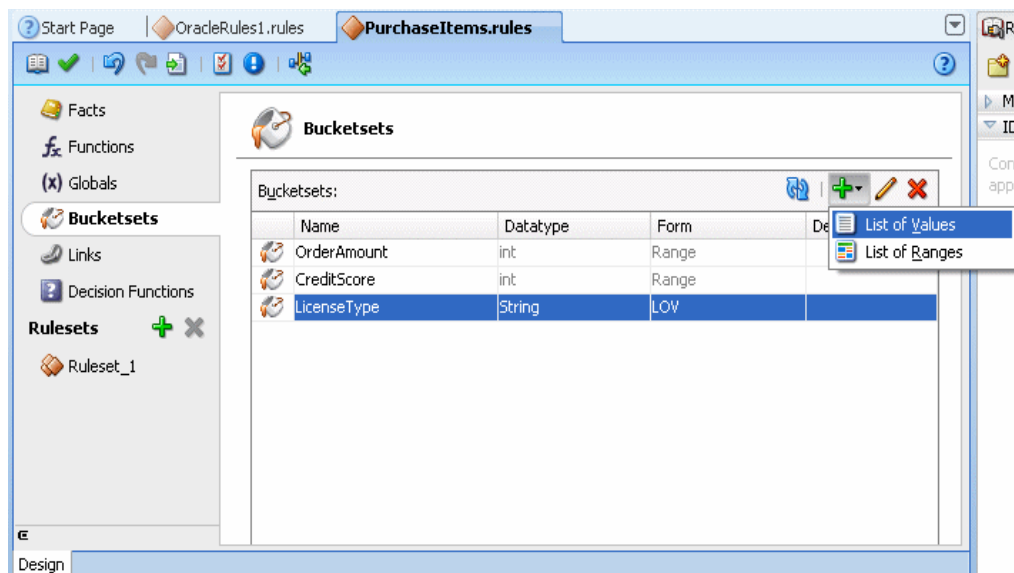 Start Page OracleRules1.rules PurchaseItems.rules
Facts
Functions
Globals
Bucketsets
Links
Decision Functions
Rulesets
Ruleset_1
Bucketsets
Bucketsets:
Name Datatype Form
OrderAmount int Range
CreditScore int Range
LicenseType String LOV
List of Values
List of Ranges
Design